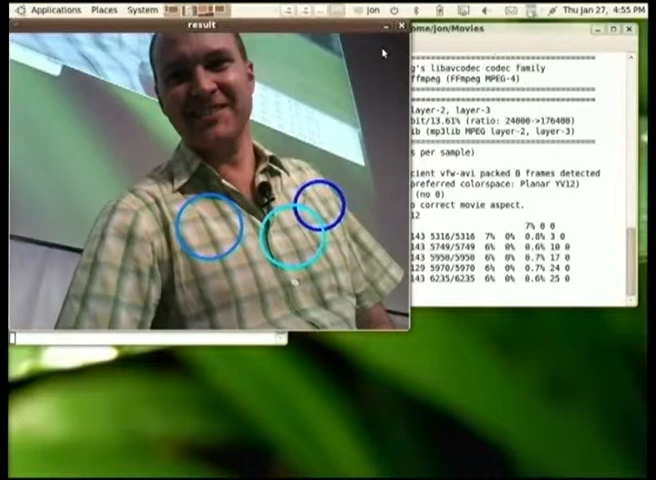 Applications Places System
Jon
Thu Jan 27, 4:55 PM
result
ome/jon/Movies
g's libavcodec codec family
ffmpeg (FFmpeg MPEG-4)
layer-2, layer-3
bit/13.61% (ratio: 24000->176400)
ib (mp3lib MPEG layer-2, layer-3)
s per sample)
cient vfw-avi packed B frames detected
preferred colorspace: Planar YV12)
(no 0)
o correct movie aspect.
12
7% 0 0
143 5316/5316 7% 0% 0.8% 3 0
143 5749/5749 6% 0% 0.6% 10 0
143 5950/5950 6% 0% 0.7% 17 0
129 5970/5970 6% 0% 0.7% 24 0
143 6235/6235 6% 0% 0.6% 25 0